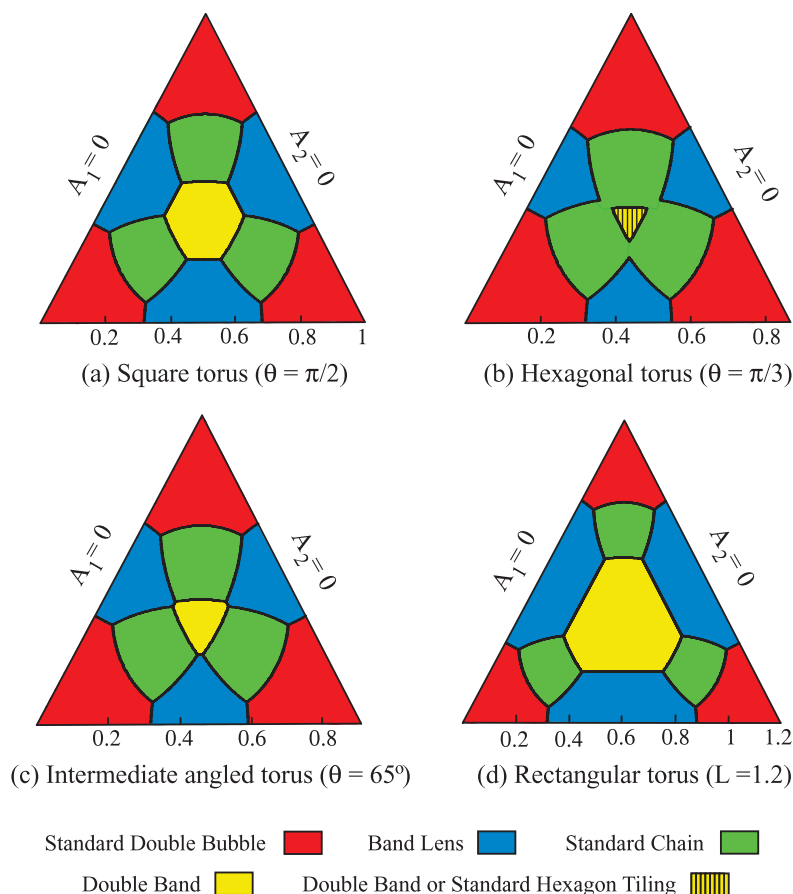 A₁ = 0
A₂ = 0
0.2 0.4 0.6 0.8 1
(a) Square torus (θ = π/2)
A₁ = 0
A₂ = 0
0.2 0.4 0.6 0.8
(b) Hexagonal torus (θ = π/3)
A₁ = 0
A₂ = 0
0.2 0.4 0.6 0.8
(c) Intermediate angled torus (θ = 65º)
A₁ = 0
A₂ = 0
0.2 0.4 0.6 0.8 1 1.2
(d) Rectangular torus (L =1.2)
Standard Double Bubble Band Lens Standard Chain
Double Band Double Band or Standard Hexagon Tiling